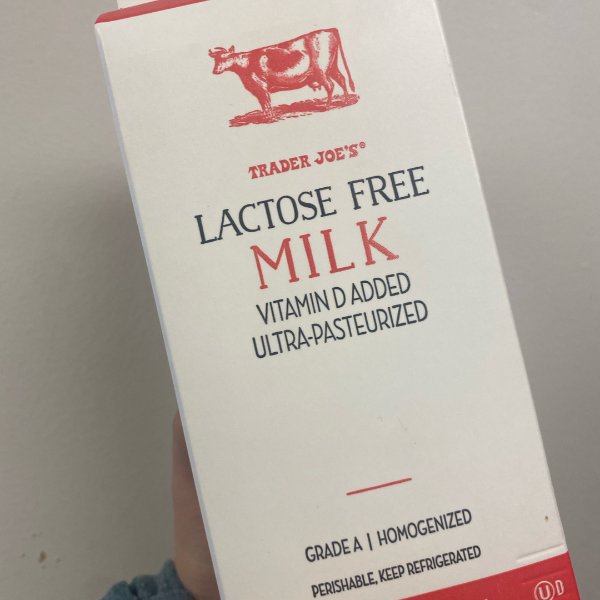 TRADER JOE'S®
LACTOSE FREE
MILK
VITAMIN D ADDED
ULTRA-PASTEURIZED
GRADE A | HOMOGENIZED
PERISHABLE, KEEP REFRIGERATED
U D